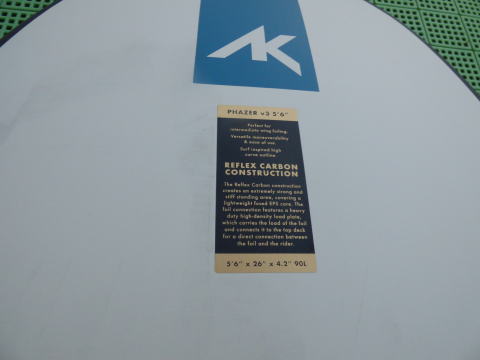 AK
PHAZER v3 5'6"
Perfect for
intermediate wing foiling.
Versatile maneuverability
& ease of use.
Surf inspired high
curve outline
REFLEX CARBON
CONSTRUCTION
The Reflex Carbon construction
creates an extremely strong and
stiff standing area, covering a
lightweight fused EPS core. The
foil connection features a heavy
duty high-density load plate,
which carries the load of the foil
and connects it to the top deck
for a direct connection between
the foil and the rider.
5'6" x 26" x 4.2" 90L